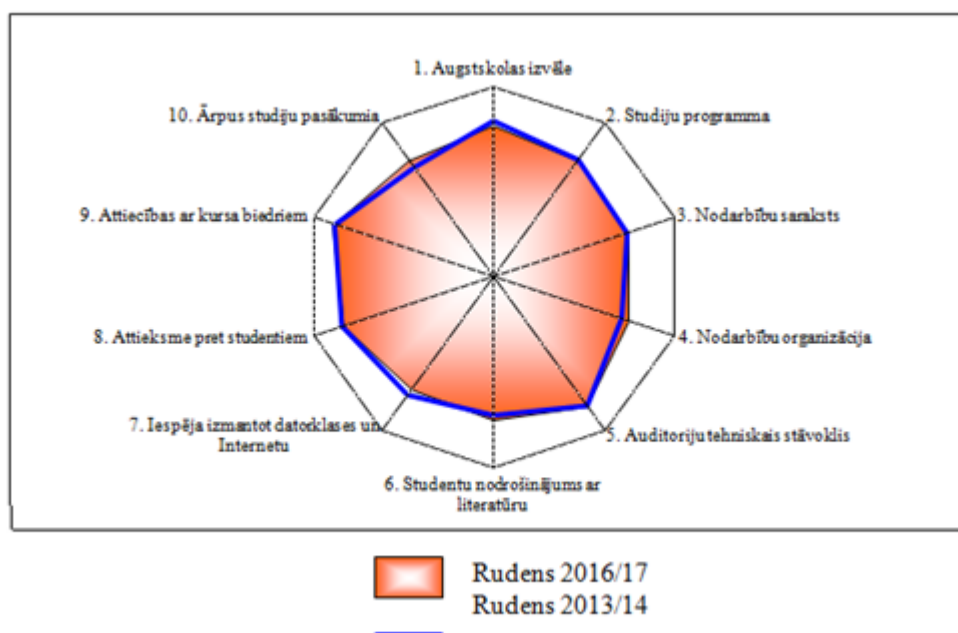 1. Augstskolas izvēle
2. Studiju programma
3. Nodarbību saraksts
4. Nodarbību organizācija
5. Auditoriju tehniskais stāvoklis
6. Studentu nodrošinājums ar
literatūru
7. Iespēja izmantot datorklases un
Internetu
8. Attieksme pret studentiem
9. Attiecības ar kursa biedriem
10. Ārpus studiju pasākumia
Rudens 2016/17
Rudens 2013/14